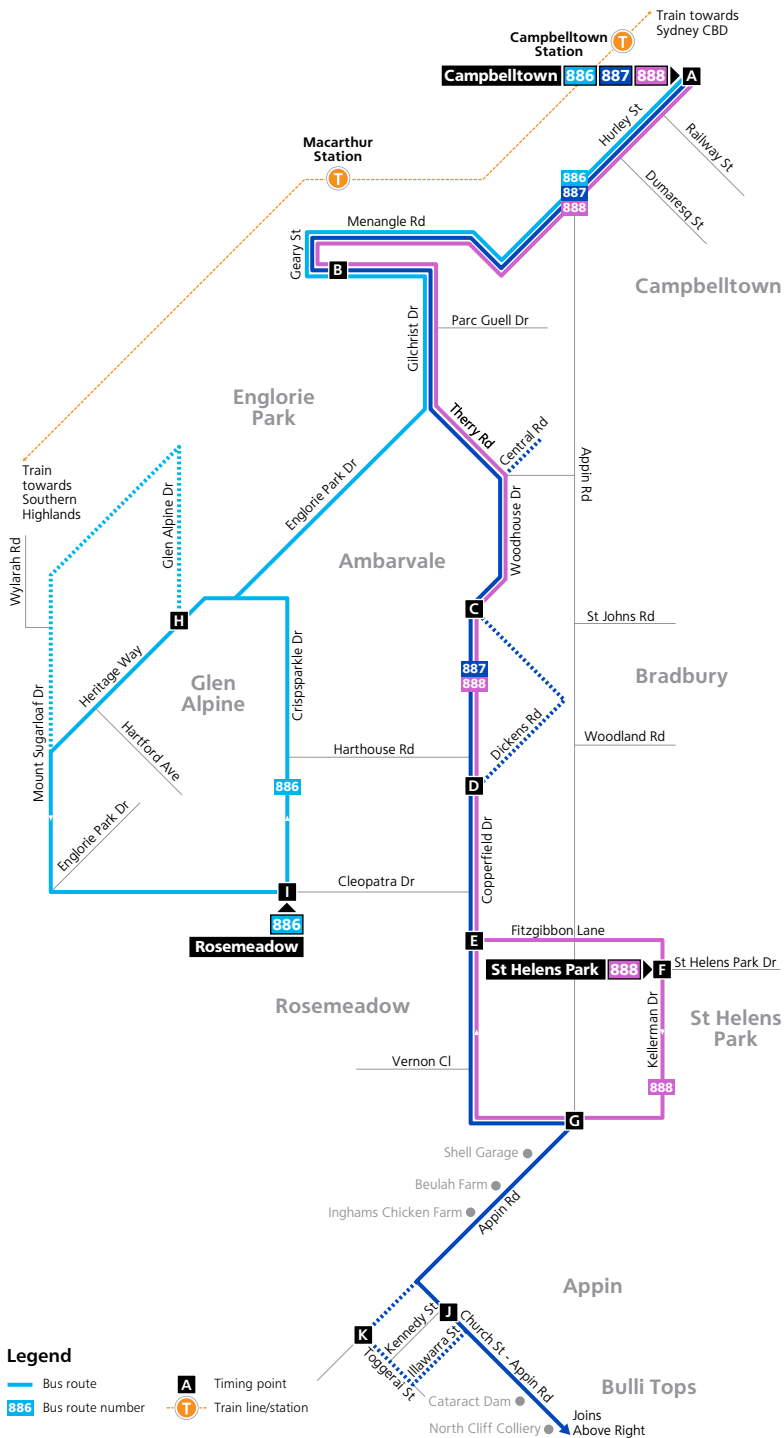 Train towards
Sydney CBD
Campbelltown
Station
T
Campbelltown 886 887 888 A
Hurley St
Railway St
Dumaresq St
Macarthur
Station
T
886
887
888
Menangle Rd
Geary St
B
Campbelltown
Gilchrist Dr
Parc Guell Dr
Englorie
Park
Therry Rd
Central Rd
Appin Rd
Train
towards
Southern
Highlands
Englorie Park Dr
Glen Alpine Dr
Woodhouse Dr
Wylarah Rd
Ambarvale
C
H
St Johns Rd
Heritage Way
Crispsparkle Dr
887
888
Bradbury
Glen
Alpine
Mount Sugarloaf Dr
Hartford Ave
Dickens Rd
Woodland Rd
Harthouse Rd
886
D
Englorie Park Dr
Copperfield Dr
Cleopatra Dr
I
886
Rosemeadow
E
Fitzgibbon Lane
St Helens Park 888 F
St Helens Park Dr
Rosemeadow
Kellerman Dr
St Helens
Park
Vernon Cl
888
G
Shell Garage
Beulah Farm
Inghams Chicken Farm
Appin Rd
Appin
J
K
Kennedy St
Illawarra St
Toggerai St
Church St - Appin Rd
Bulli Tops
Cataract Dam
North Cliff Colliery
Joins
Above Right
Legend
Bus route
A Timing point
886 Bus route number
T Train line/station